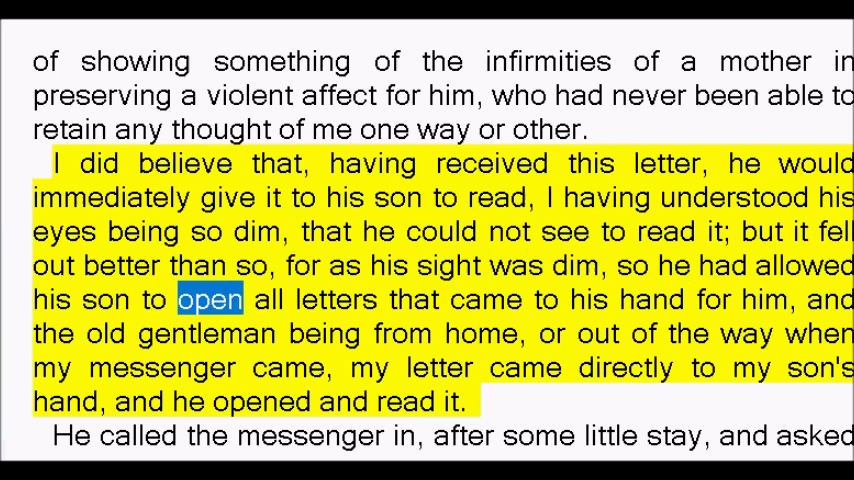 of showing something of the infirmities of a mother in
preserving a violent affect for him, who had never been able to
retain any thought of me one way or other.
I did believe that, having received this letter, he would
immediately give it to his son to read, I having understood his
eyes being so dim, that he could not see to read it; but it fell
out better than so, for as his sight was dim, so he had allowed
his son to open all letters that came to his hand for him, and
the old gentleman being from home, or out of the way when
my messenger came, my letter came directly to my son's
hand, and he opened and read it.
He called the messenger in, after some little stay, and asked